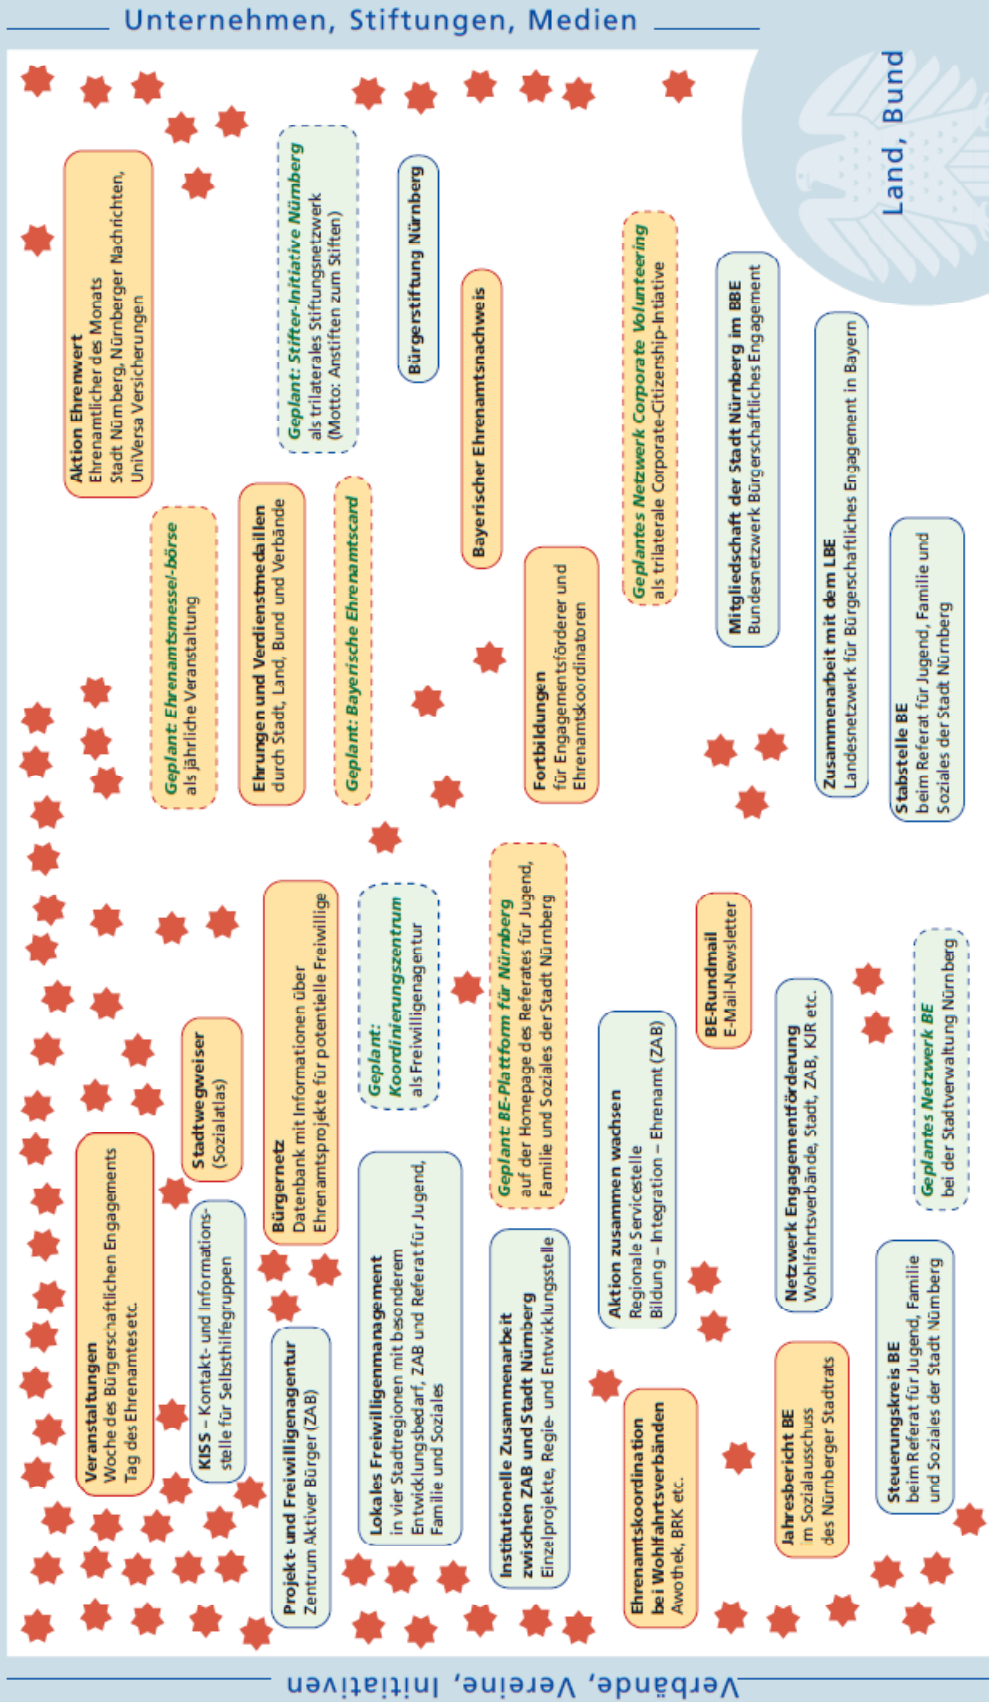 Unternehmen, Stiftungen, Medien
Land, Bund
Verbände, Vereine, Initiativen
Veranstaltungen
Woche des Bürgerschaftlichen Engagements
Tag des Ehrenamtesetc.
Stadtwegweiser
(Sozialatlas)
KISS – Kontakt- und Informations-
stelle für Selbsthilfegruppen
Bürgernetz
Datenbank mit Informationen über
Ehrenamtsprojekte für potentielle Freiwillige
Projekt- und Freiwilligenagentur
Zentrum Aktiver Bürger (ZAB)
Lokales Freiwilligenmanagement
in vier Stadtregionen mit besonderem
Entwicklungsbedarf, ZAB und Referat für Jugend,
Familie und Soziales
Geplant:
Koordinierungszentrum
als Freiwilligenagentur
Institutionelle Zusammenarbeit
zwischen ZAB und Stadt Nürnberg
Einzelprojekte, Regie- und Entwicklungsstelle
Geplant: BE-Plattform für Nürnberg
auf der Homepage des Referates für Jugend,
Familie und Soziales der Stadt Nürnberg
Aktion zusammen wachsen
Regionale Servicestelle
Bildung – Integration – Ehrenamt (ZAB)
Ehrenamtskoordination
bei Wohlfahrtsverbänden
Awothek, BRK etc.
BE-Rundmail
E-Mail-Newsletter
Netzwerk Engagementförderung
Wohlfahrtsverbände, Stadt, ZAB, KJR etc.
Jahresbericht BE
im Sozialausschuss
des Nürnberger Stadtrats
Steuerungskreis BE
beim Referat für Jugend, Familie
und Soziales der Stadt Nürnberg
Geplantes Netzwerk BE
bei der Stadtverwaltung Nürnberg
Aktion Ehrenwert
Ehrenamtlicher des Monats
Stadt Nürnberg, Nürnberger Nachrichten,
UniVersa Versicherungen
Geplant: Ehrenamtsmessel-börse
als jährliche Veranstaltung
Ehrungen und Verdienstmedaillen
durch Stadt, Land, Bund und Verbände
Geplant: Stifter-Initiative Nürnberg
als trilaterales Stiftungsnetzwerk
(Motto: Anstiften zum Stiften)
Geplant: Bayerische Ehrenamtscard
Bürgerstiftung Nürnberg
Bayerischer Ehrenamtsnachweis
Fortbildungen
für Engagementsförderer und
Ehrenamtskoordinatoren
Geplantes Netzwerk Corporate Volunteering
als trilaterale Corporate-Citizenship-Intiative
Mitgliedschaft der Stadt Nürnberg im BBE
Bundesnetzwerk Bürgerschaftliches Engagement
Zusammenarbeit mit dem LBE
Landesnetzwerk für Bürgerschaftliches Engagement in Bayern
Stabstelle BE
beim Referat für Jugend, Familie und
Soziales der Stadt Nürnberg